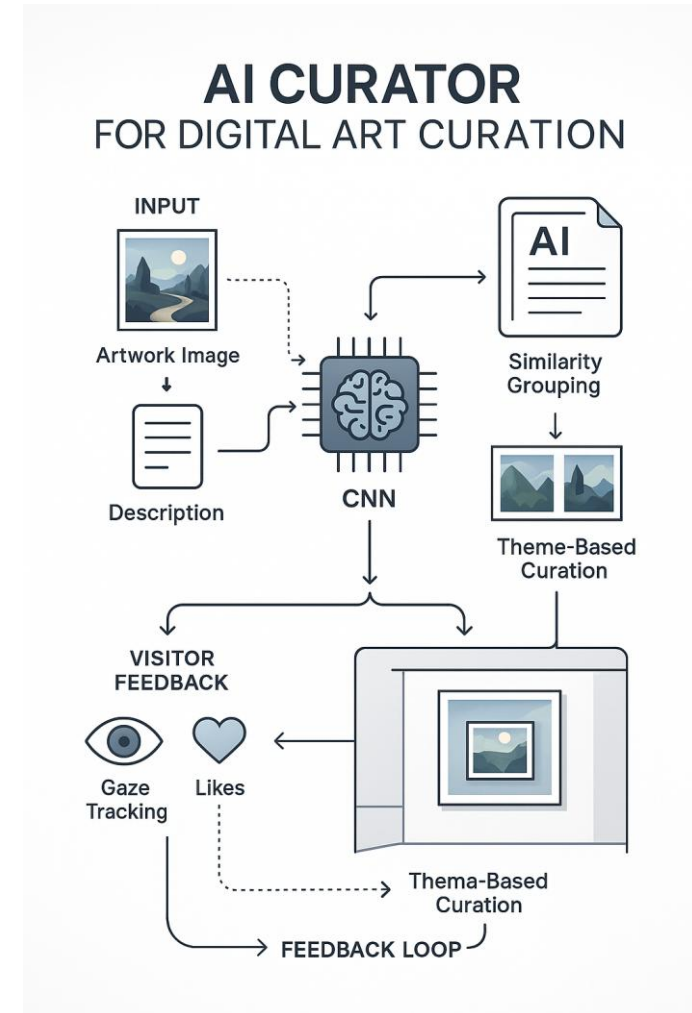 AI CURATOR
FOR DIGITAL ART CURATION
INPUT
Artwork Image
Description
CNN
AI
Similarity
Grouping
Theme-Based
Curation
VISITOR
FEEDBACK
Gaze
Tracking
Likes
Thema-Based
Curation
FEEDBACK LOOP